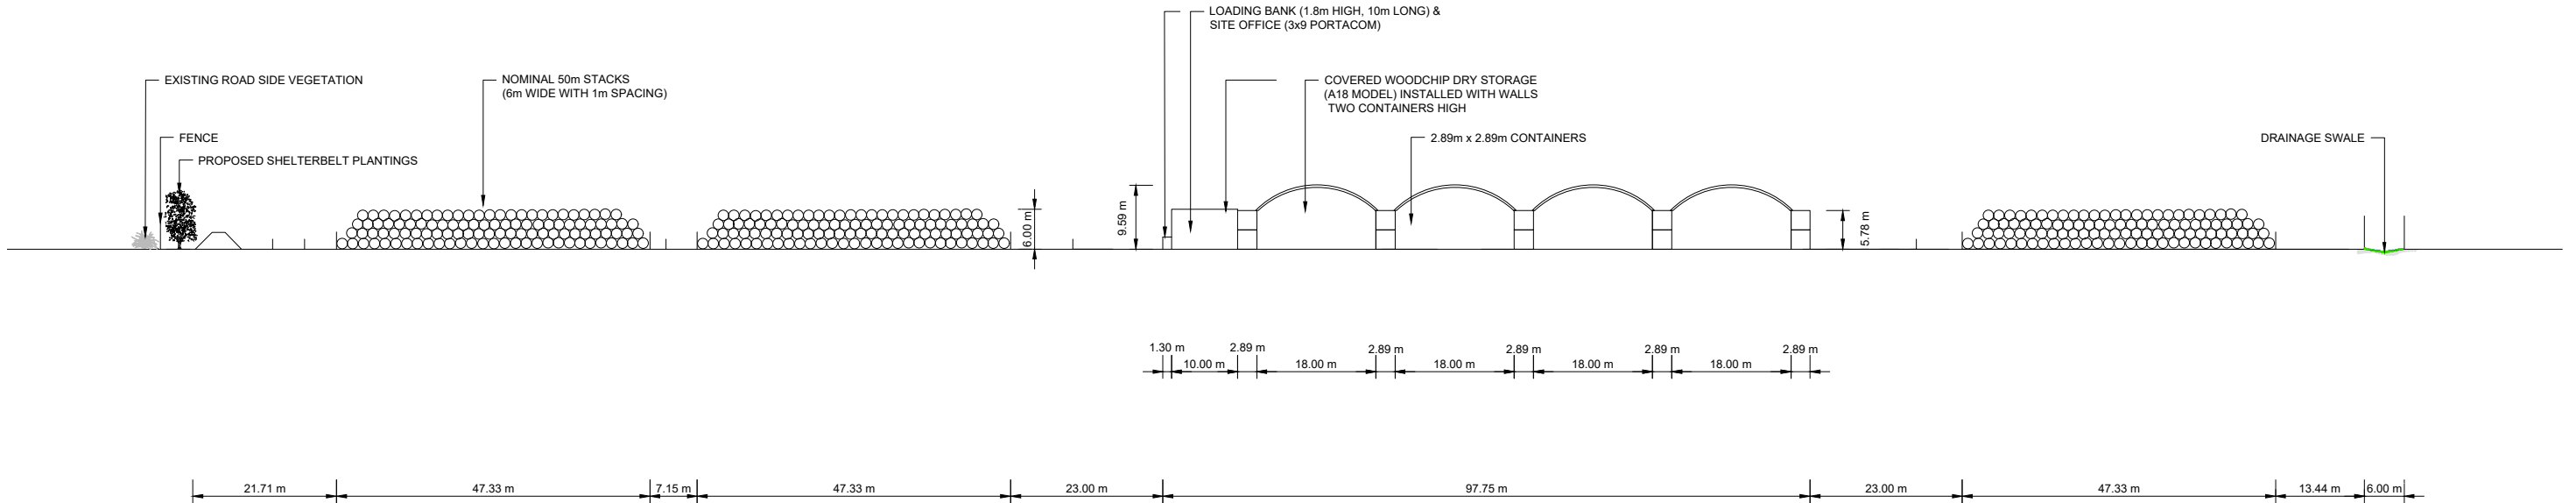 LOADING BANK (1.8m HIGH, 10m LONG) &
SITE OFFICE (3x9 PORTACOM)
EXISTING ROAD SIDE VEGETATION
NOMINAL 50m STACKS
(6m WIDE WITH 1m SPACING)
COVERED WOODCHIP DRY STORAGE
(A18 MODEL) INSTALLED WITH WALLS
TWO CONTAINERS HIGH
FENCE
2.89m x 2.89m CONTAINERS
DRAINAGE SWALE
PROPOSED SHELTERBELT PLANTINGS
6.00 m
9.59 m
5.78 m
1.30 m
2.89 m
2.89 m
2.89 m
2.89 m
2.89 m
10.00 m
18.00 m
18.00 m
18.00 m
18.00 m
21.71 m
47.33 m
7.15 m
47.33 m
23.00 m
97.75 m
23.00 m
47.33 m
13.44 m
6.00 m